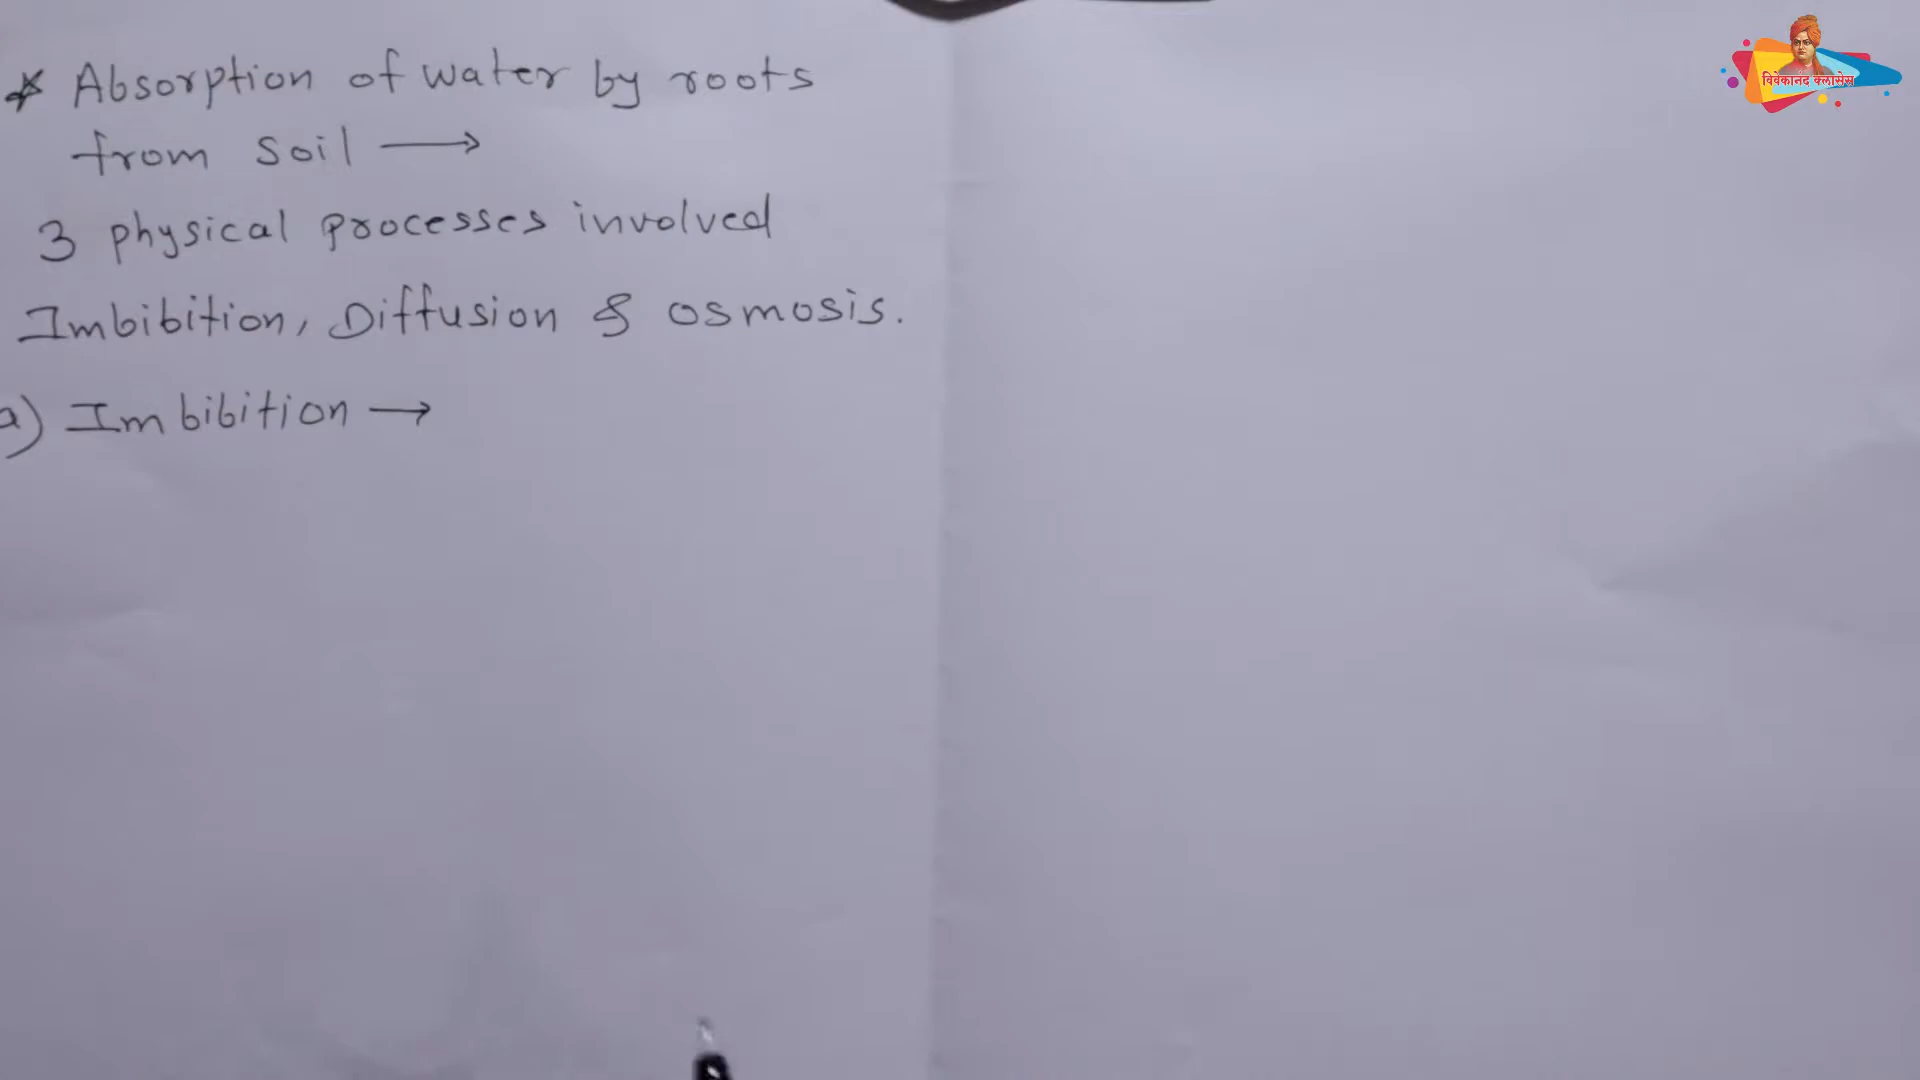 * Absorption of water by roots
from soil →
3 physical processes involved
Imbibition, Diffusion & osmosis.
a) Imbibition →
विवेकानंद क्लासेस